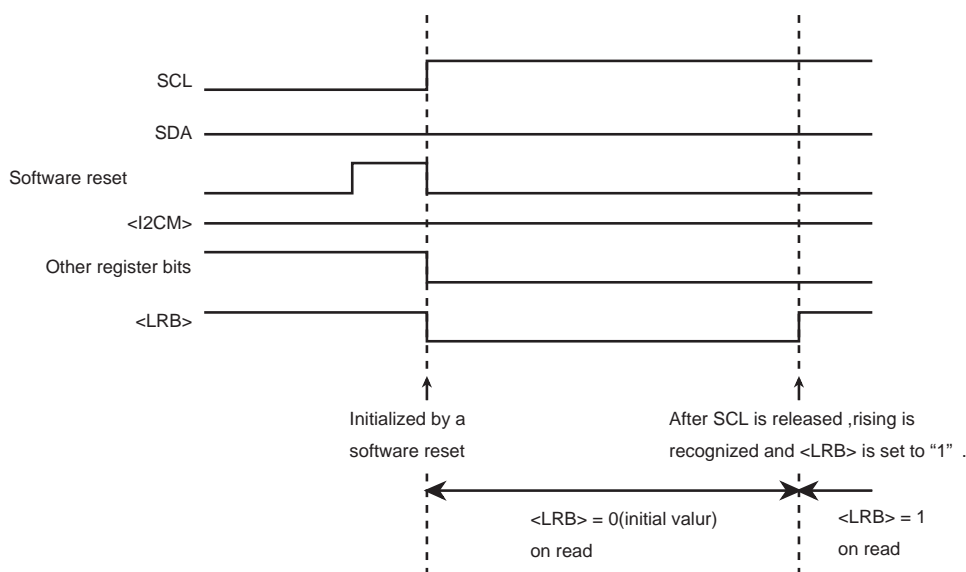 SCL
SDA
Software reset
<I2CM>
Other register bits
<LRB>
Initialized by a
software reset
After SCL is released ,rising is
recognized and <LRB> is set to “1” .
<LRB> = 0(initial valur)
on read
<LRB> = 1
on read